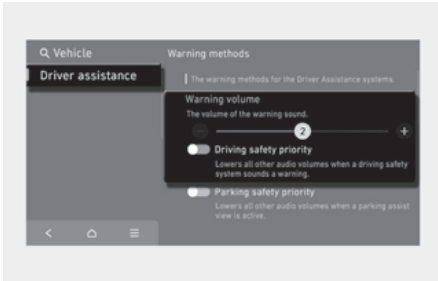 Vehicle
Driver assistance
Warning methods
The warning methods for the Driver Assistance systems.
Warning volume
The volume of the warning sound.
2
Driving safety priority
Lowers all other audio volumes when a driving safety
system sounds a warning.
Parking safety priority
Lowers all other audio volumes when a parking assist
view is active.